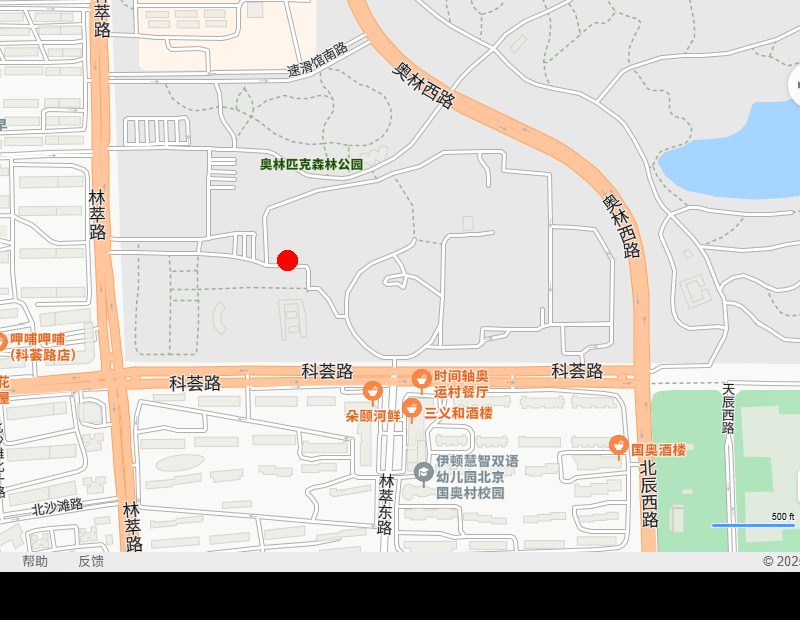 林萃路
速滑馆南路
奥林西路
早
奥林匹克森林公园
林萃路
奥林西路
呷哺呷哺
(科荟路店)
科荟路
科荟路
科荟路
时间轴奥
运村餐厅
花
屋
朵颐河鲜
三义和酒楼
天辰西路
国奥酒楼
伊顿慧智双语
幼儿园北京
国奥村校园
北沙滩路
林萃路
林萃东路
北辰西路
500 ft
帮助
反馈
© 202